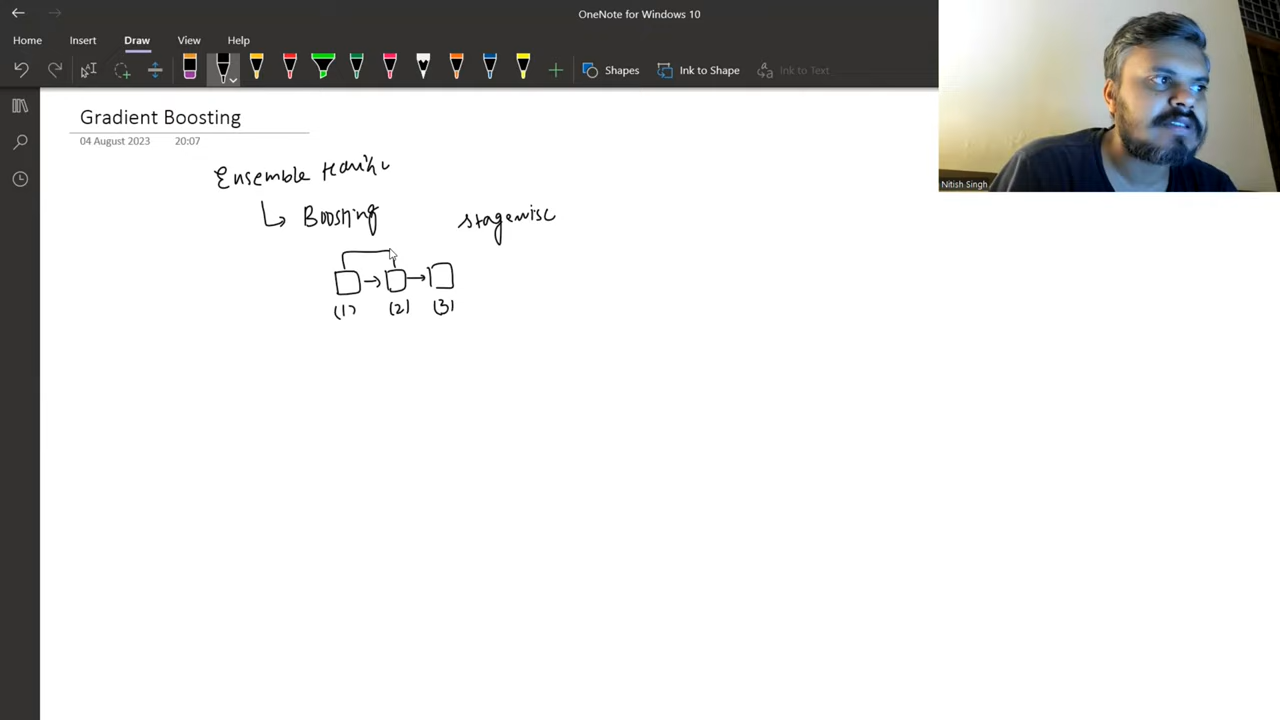 OneNote for Windows 10
Home Insert Draw View Help
Shapes Ink to Shape Ink to Text
Gradient Boosting
04 August 2023 20:07
Ensemble
Boosting stagewise
(1) (2) (3)
Nitish Singh